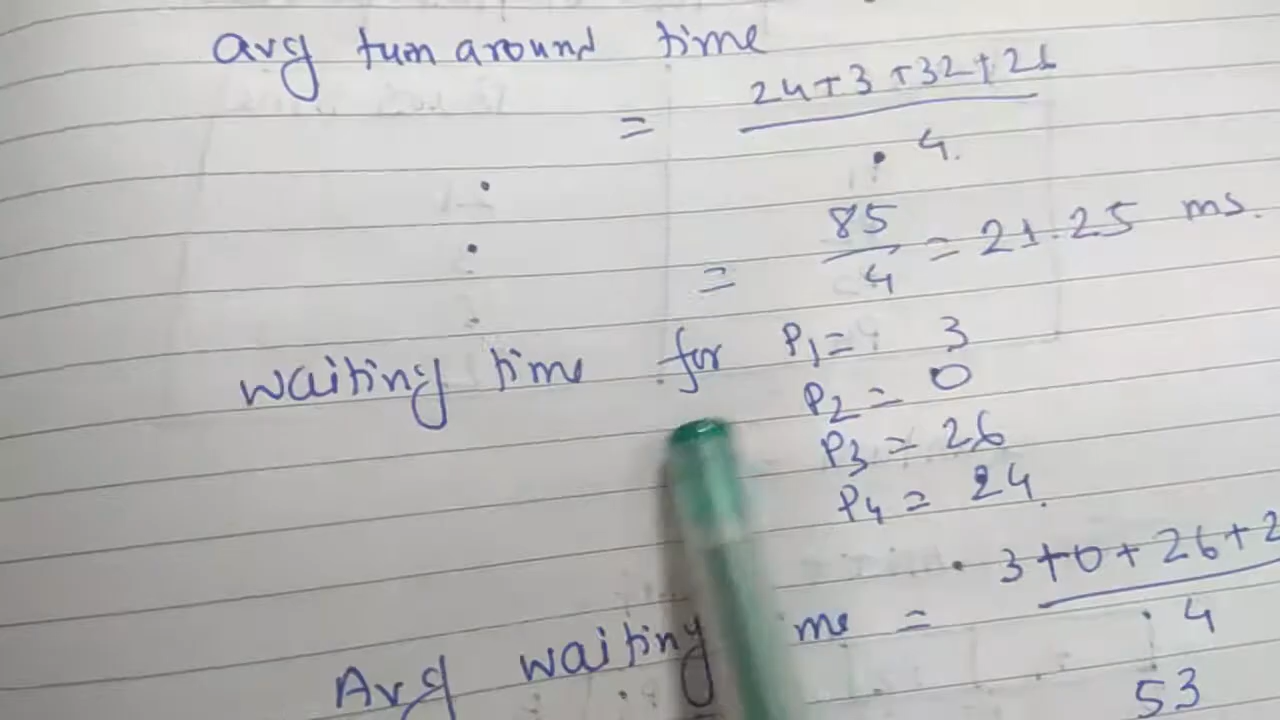 avg turn around time
= 24+3+32+26
4.
= 85/4 = 21.25 ms.
waiting time for P1 = 3
P2 = 0
P3 = 26
P4 = 24.
Avg waiting me = 3+0+26+2
4
53